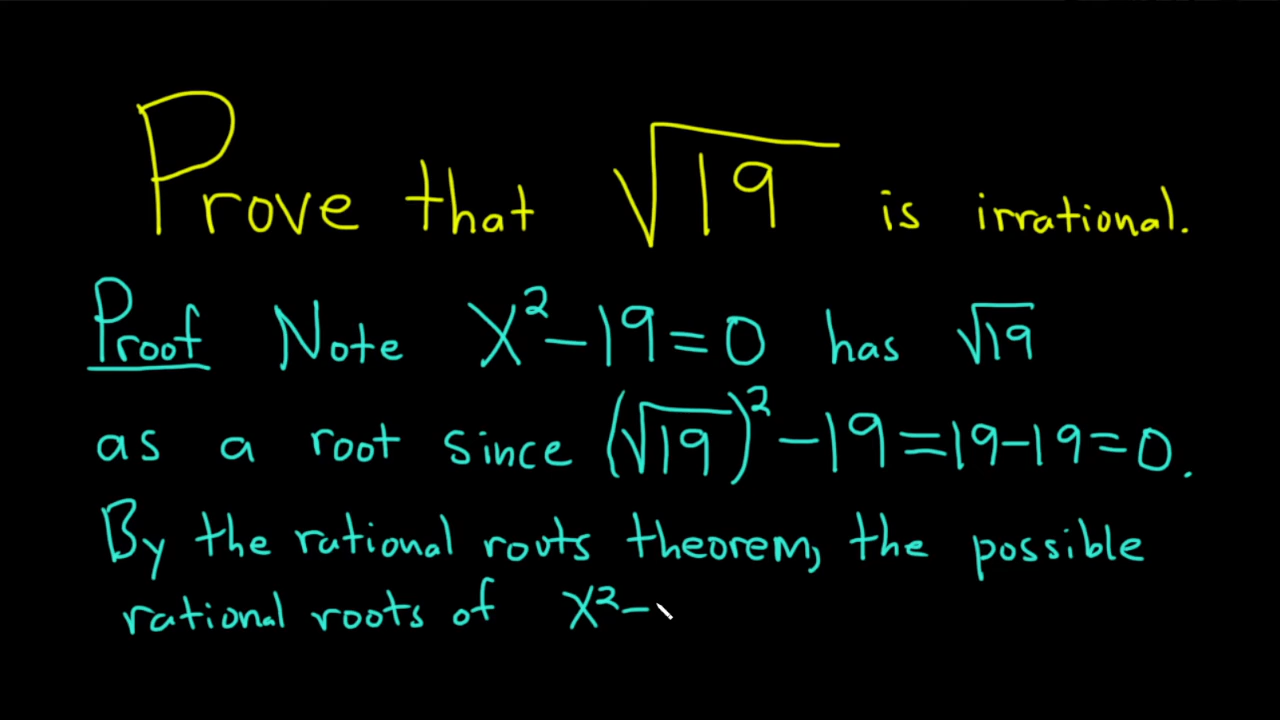 Prove that √19 is irrational.
Proof Note X²-19=0 has √19
as a root since (√19)²-19=19-19=0.
By the rational roots theorem, the possible
rational roots of X²-